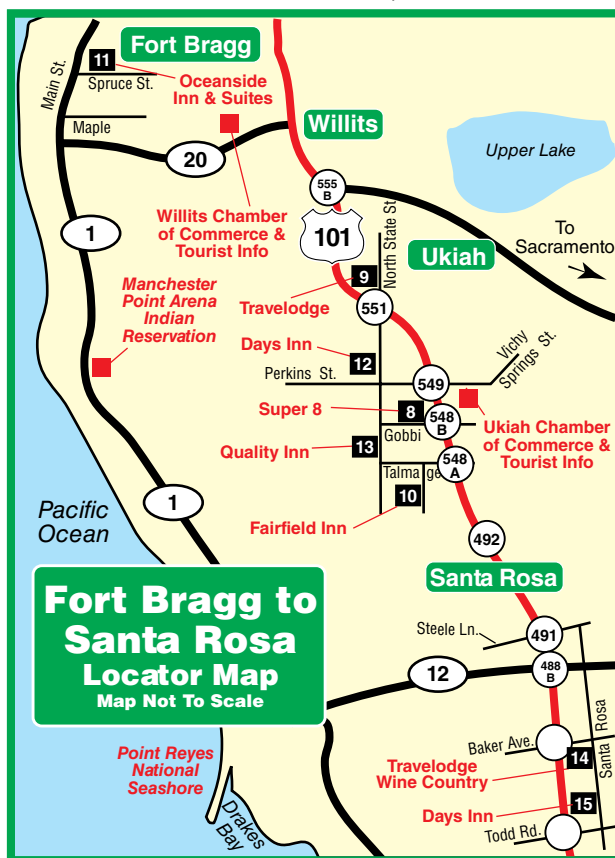 Fort Bragg
11
Main St.
Spruce St.
Oceanside
Inn & Suites
Maple
Willits
20
Upper Lake
555
B
Willits Chamber
of Commerce &
Tourist Info
1
101
North State St.
Ukiah
To
Sacramento
9
Manchester
Point Arena
Indian
Reservation
Travelodge
551
Days Inn
12
Vichy
Springs St.
Perkins St.
549
Super 8
8
548
B
Gobbi
Ukiah Chamber
of Commerce &
Tourist Info
Quality Inn
13
548
A
Talmage
10
Fairfield Inn
1
Pacific
Ocean
492
Santa Rosa
Fort Bragg to
Santa Rosa
Locator Map
Map Not To Scale
Steele Ln.
491
12
488
B
Santa Rosa
Baker Ave.
Point Reyes
National
Seashore
Travelodge
Wine Country
14
Days Inn
15
Drakes
Bay
Todd Rd.